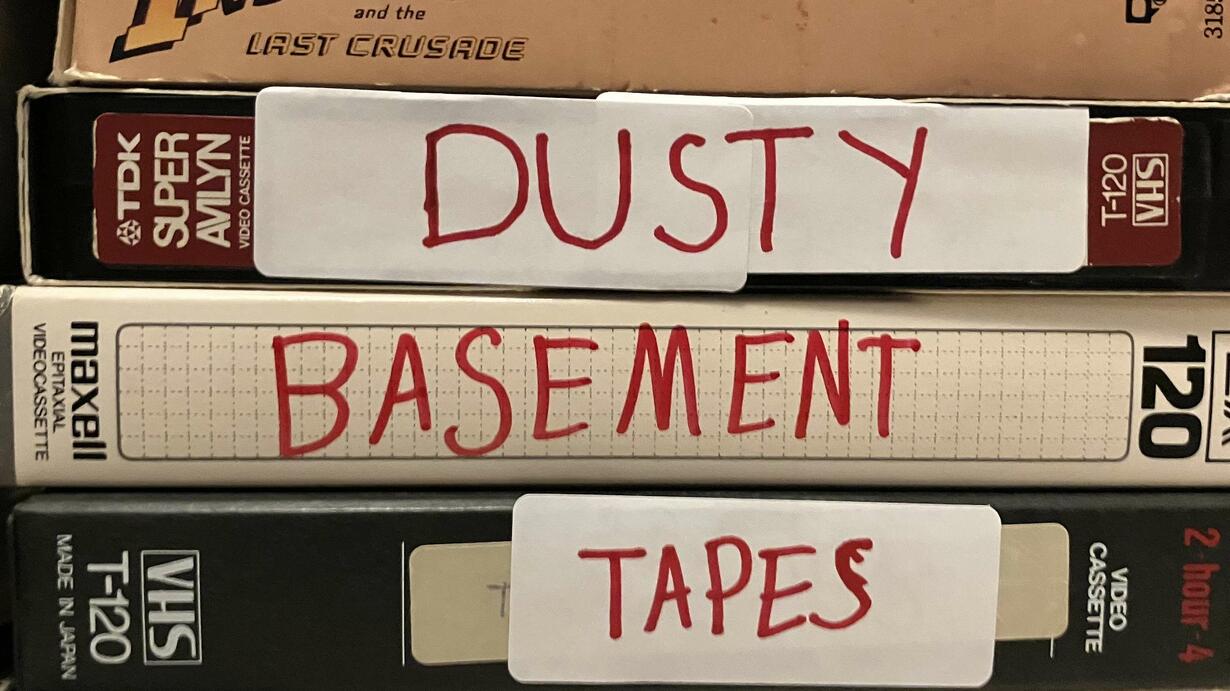 and the
LAST CRUSADE
3185
TDK
SUPER
AVILYN
VIDEO CASSETTE
DUSTY
T-120
VHS
maxell
EPITAXIAL
VIDEOCASSETTE
BASEMENT
120
VHS
T-120
MADE IN JAPAN
TAPES
VIDEO
CASSETTE
2-hour-4